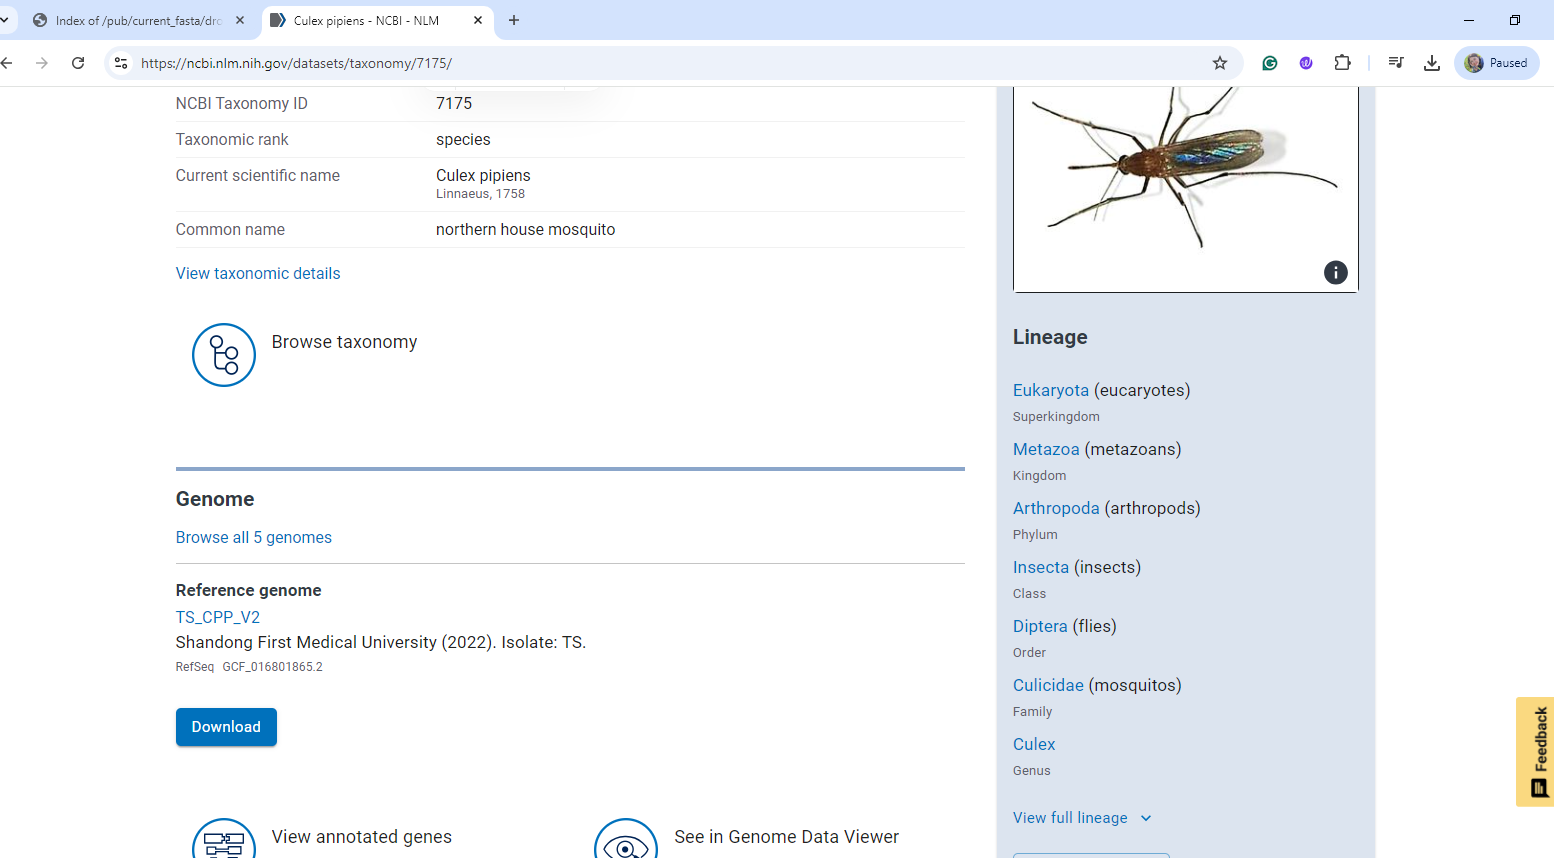 Index of /pub/current_fasta/dro
Culex pipiens - NCBI - NLM
https://ncbi.nlm.nih.gov/datasets/taxonomy/7175/
Paused
NCBI Taxonomy ID 7175
Taxonomic rank species
Current scientific name Culex pipiens
Linnaeus, 1758
Common name northern house mosquito
View taxonomic details
Browse taxonomy
Genome
Browse all 5 genomes
Reference genome
TS_CPP_V2
Shandong First Medical University (2022). Isolate: TS.
RefSeq GCF_016801865.2
Download
View annotated genes
See in Genome Data Viewer
Lineage
Eukaryota (eucaryotes)
Superkingdom
Metazoa (metazoans)
Kingdom
Arthropoda (arthropods)
Phylum
Insecta (insects)
Class
Diptera (flies)
Order
Culicidae (mosquitos)
Family
Culex
Genus
View full lineage
Feedback